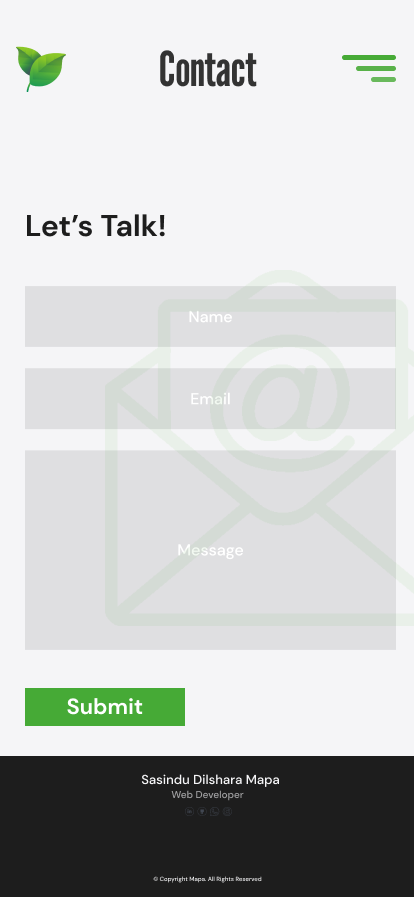 Contact
Let's Talk!
Name
Email
Message
Submit
Sasindu Dilshara Mapa
Web Developer
© Copyright Mapa. All Rights Reserved